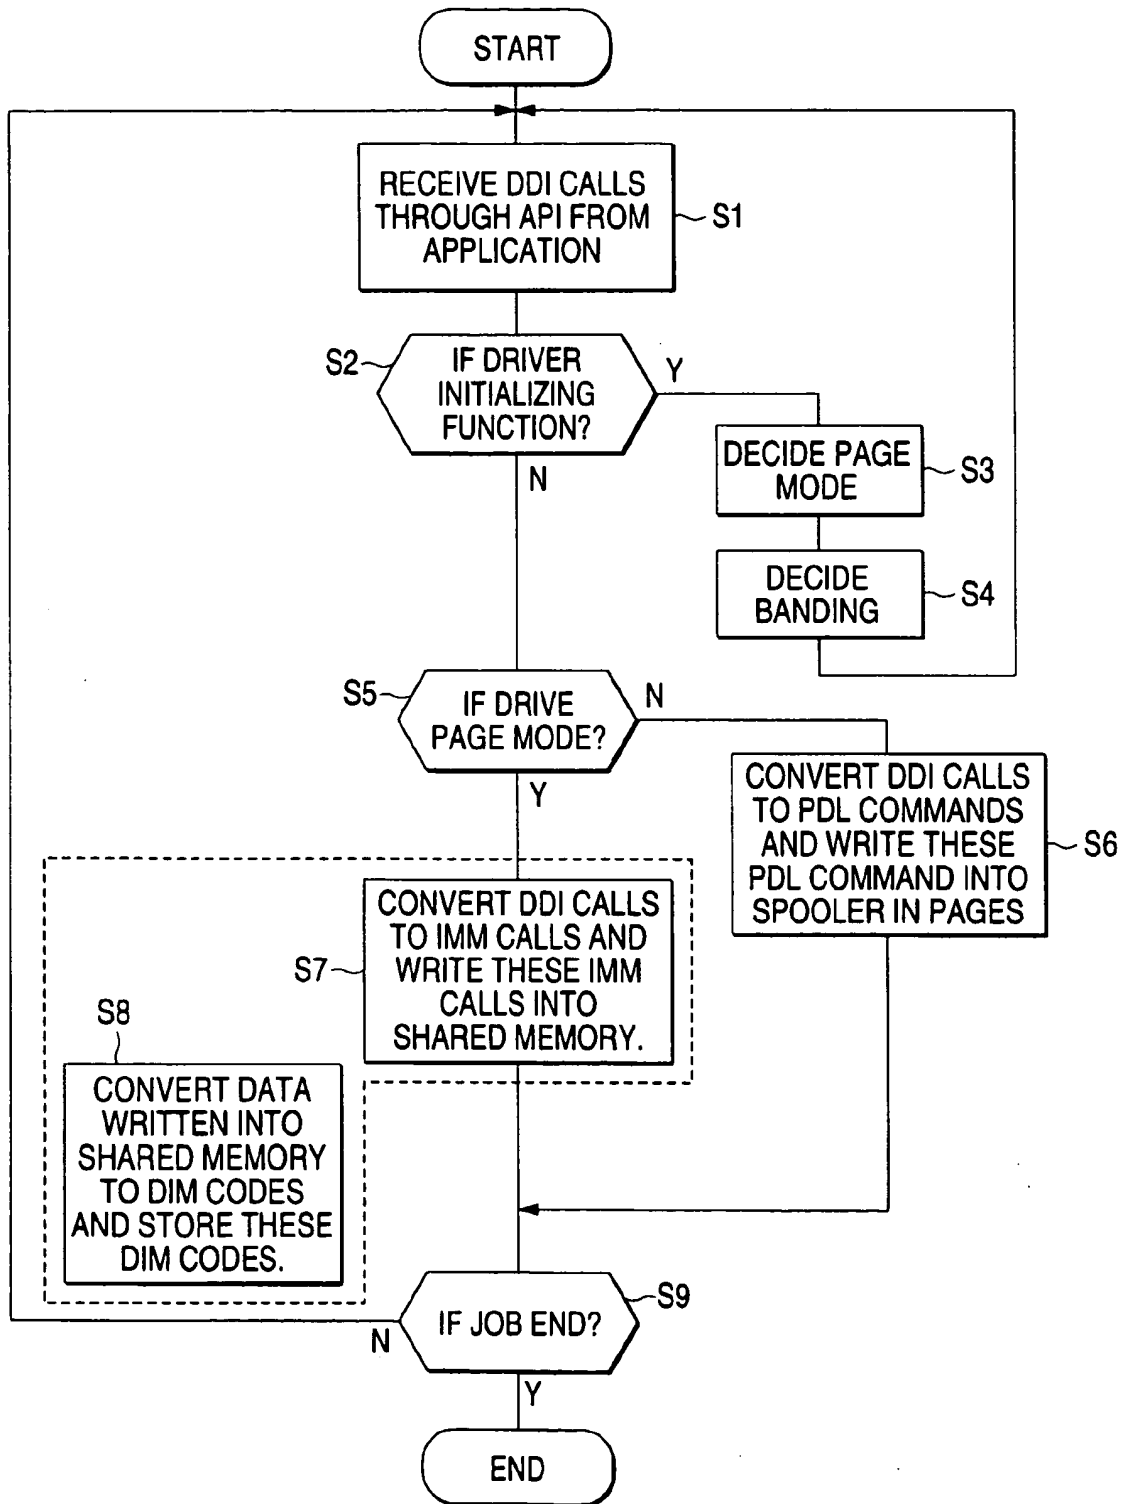 START
RECEIVE DDI CALLS
THROUGH API FROM
APPLICATION
S1
S2
IF DRIVER
INITIALIZING
FUNCTION?
Y
N
DECIDE PAGE
MODE
S3
DECIDE
BANDING
S4
S5
IF DRIVE
PAGE MODE?
N
Y
CONVERT DDI CALLS
TO PDL COMMANDS
AND WRITE THESE
PDL COMMAND INTO
SPOOLER IN PAGES
S6
S7
CONVERT DDI CALLS
TO IMM CALLS AND
WRITE THESE IMM
CALLS INTO
SHARED MEMORY.
S8
CONVERT DATA
WRITTEN INTO
SHARED MEMORY
TO DIM CODES
AND STORE THESE
DIM CODES.
IF JOB END?
S9
N
Y
END